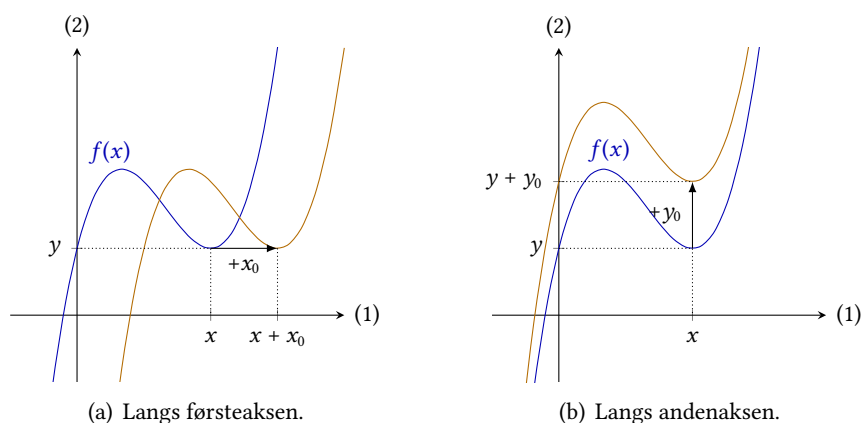 (2)
f(x)
y
+x₀
(1)
x
x + x₀
(a) Langs førsteaksen.
(2)
f(x)
y + y₀
+y₀
y
(1)
x
(b) Langs andenaksen.